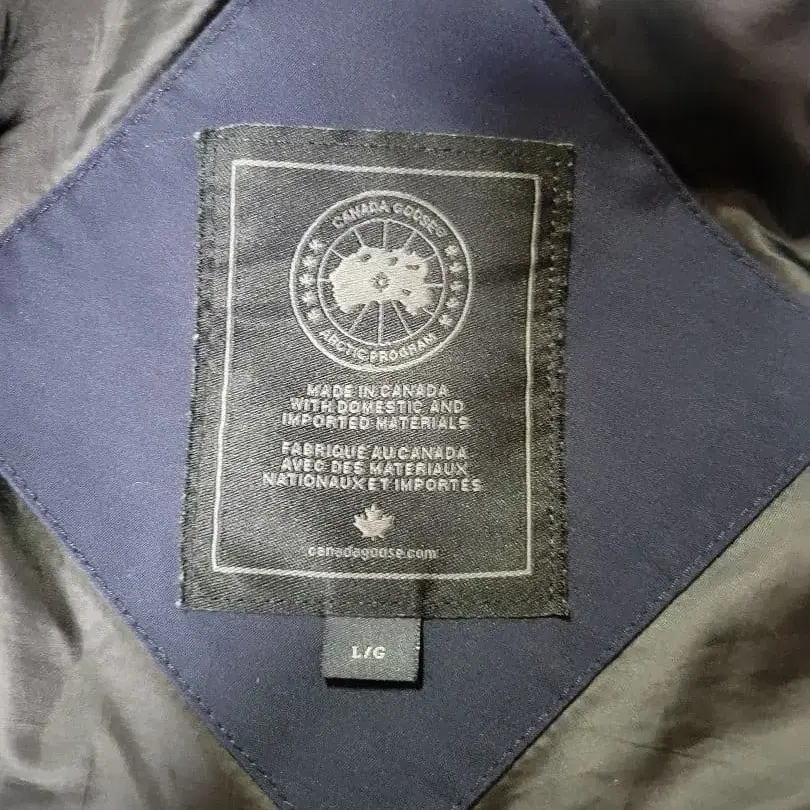 CANADA GOOSE®
ARCTIC PROGRAM
MADE IN CANADA
WITH DOMESTIC AND
IMPORTED MATERIALS
FABRIQUÉ AU CANADA
AVEC DES MATERIAUX
NATIONAUX ET IMPORTES
canadagoose.com
L/G